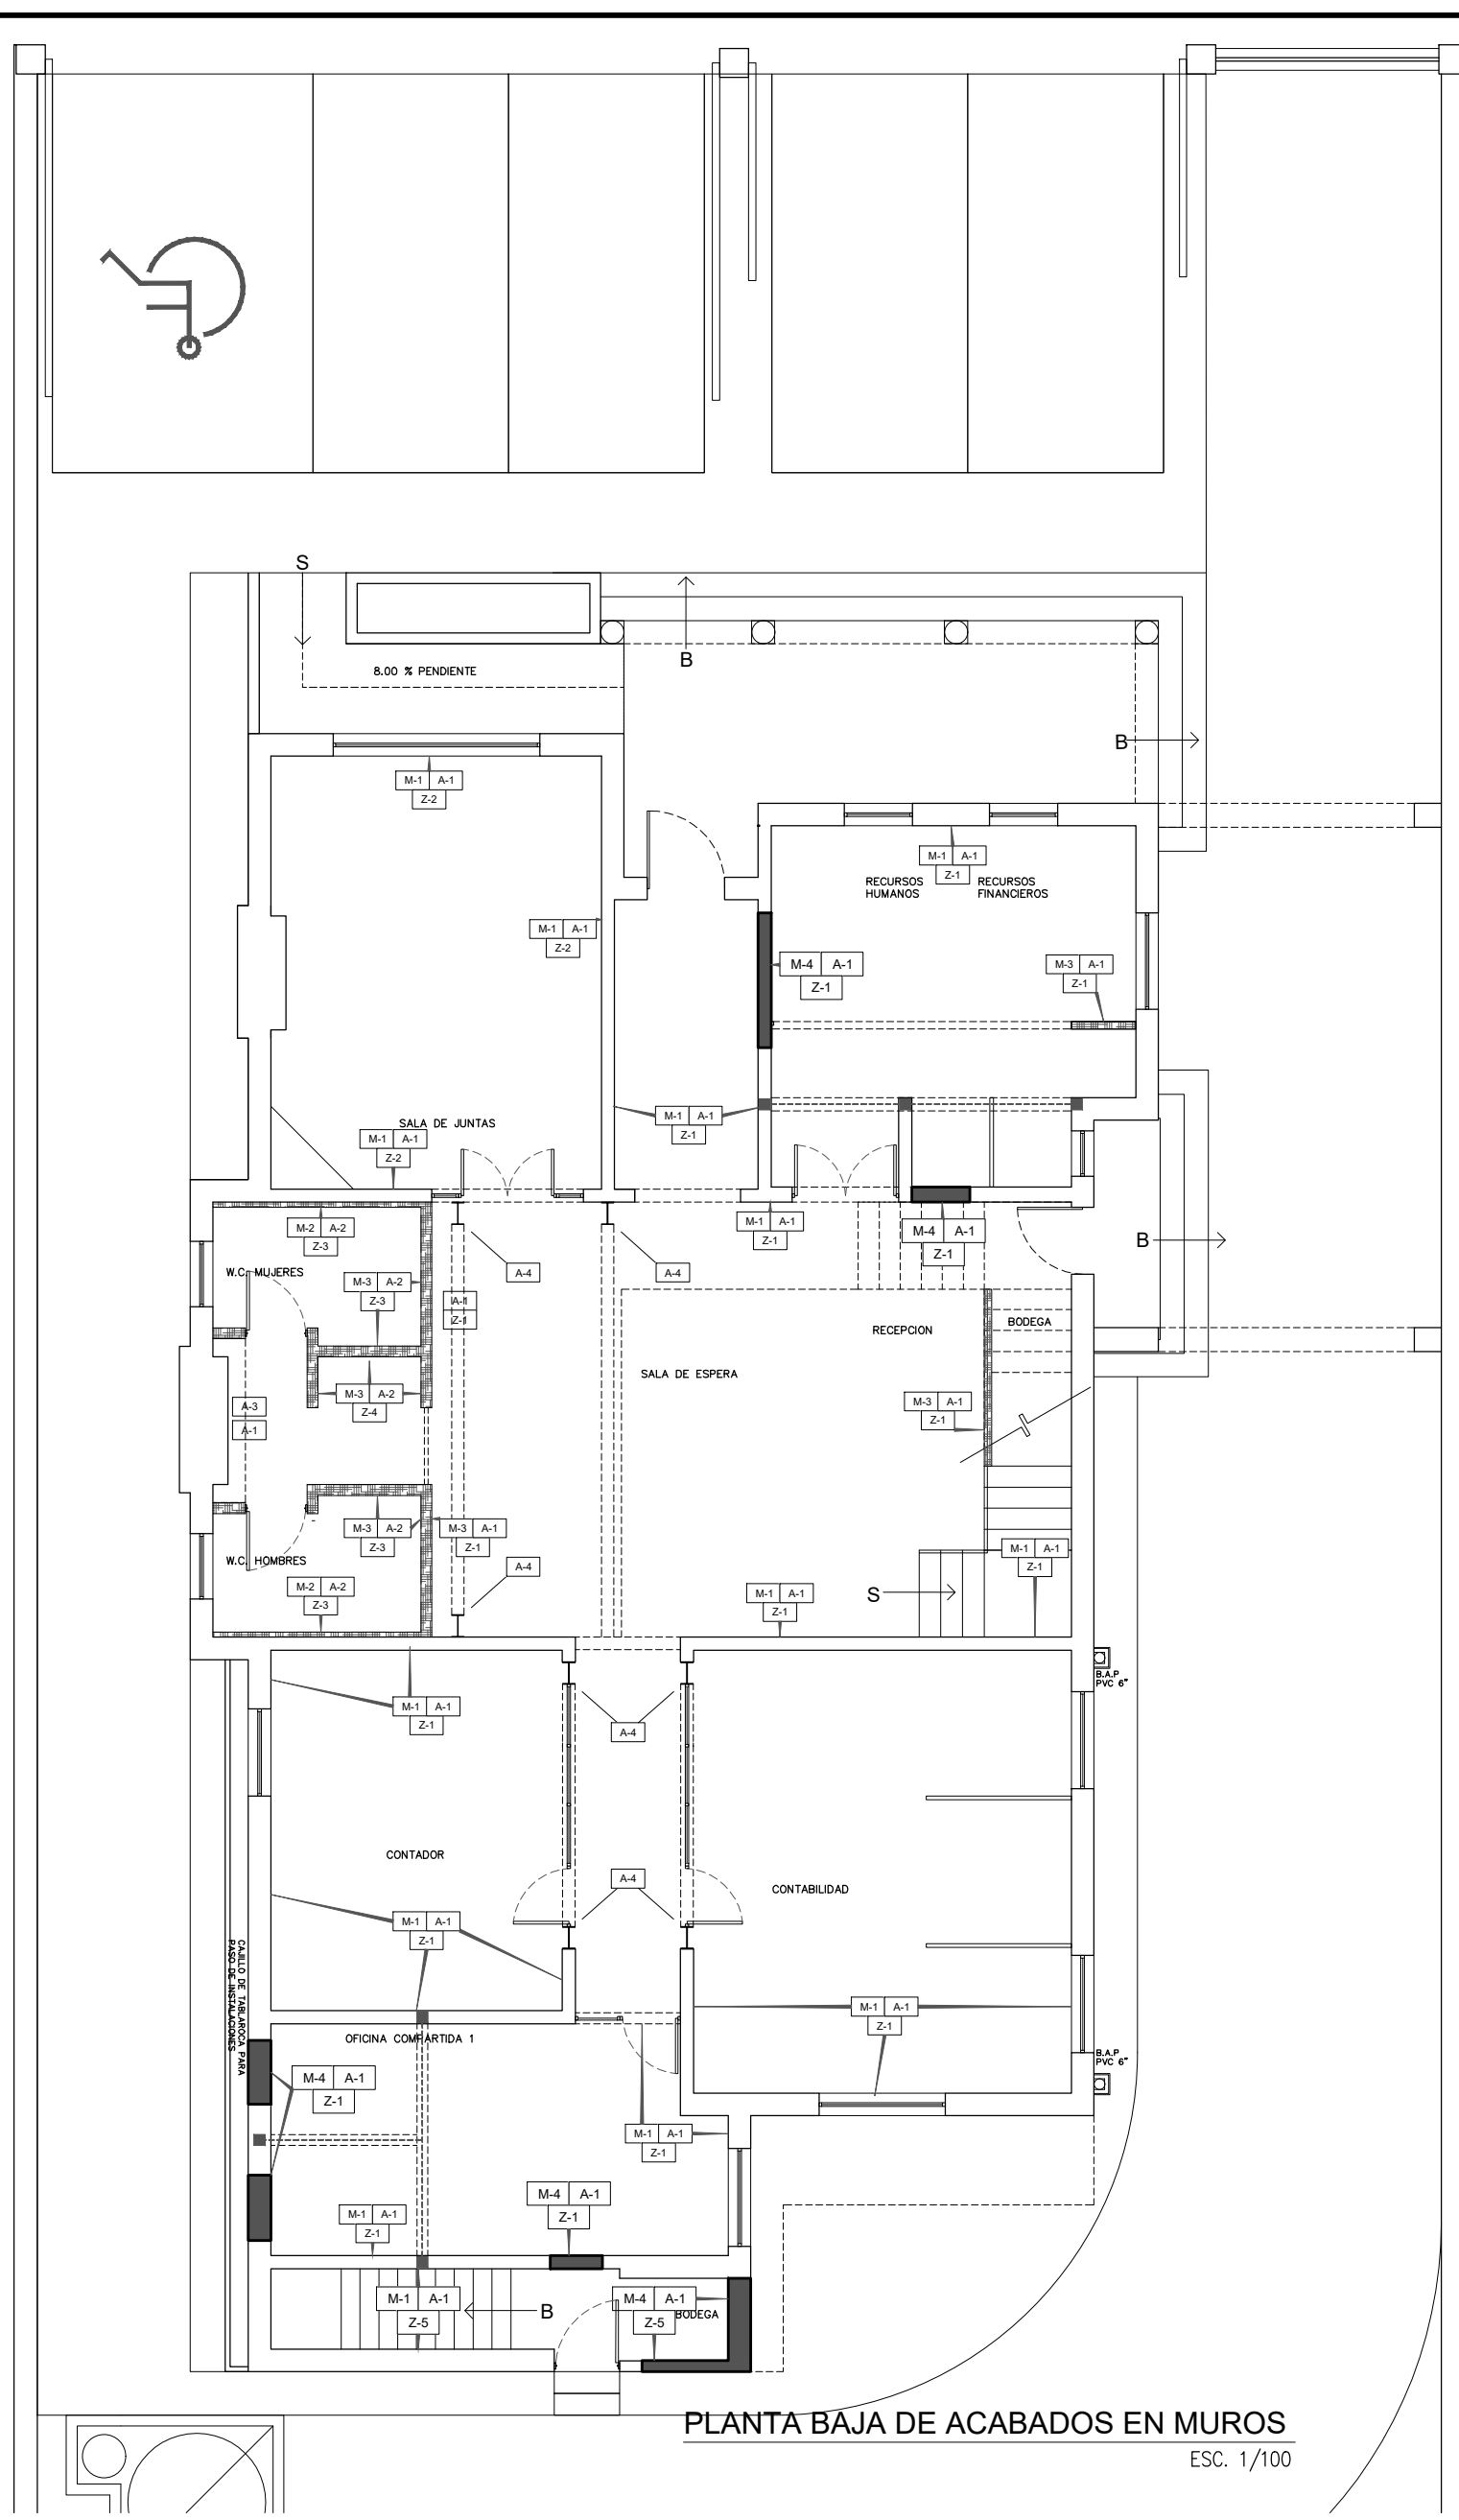 S
8.00 % PENDIENTE
B
B
M-1 A-1
Z-2
M-1 A-1
Z-1
RECURSOS
HUMANOS
RECURSOS
FINANCIEROS
M-1 A-1
Z-2
M-4 A-1
Z-1
M-3 A-1
Z-1
M-1 A-1
Z-1
SALA DE JUNTAS
M-1 A-1
Z-2
M-2 A-2
Z-3
M-1 A-1
Z-1
M-4 A-1
Z-1
B
W.C. MUJERES
M-3 A-2
Z-3
A-4
A-4
A-1
Z-1
RECEPCION
BODEGA
SALA DE ESPERA
M-3 A-2
Z-4
A-3
A-1
M-3 A-1
Z-1
M-3 A-2
Z-3
M-3 A-1
Z-1
W.C. HOMBRES
A-4
M-1 A-1
Z-1
M-2 A-2
Z-3
M-1 A-1
Z-1
S
B.A.P
PVC 6"
M-1 A-1
Z-1
A-4
CONTADOR
A-4
CONTABILIDAD
M-1 A-1
Z-1
CAJILLO DE TABLAROCA PARA
PASO DE INSTALACIONES
M-1 A-1
Z-1
OFICINA COMPARTIDA 1
B.A.P
PVC 6"
M-4 A-1
Z-1
M-1 A-1
Z-1
M-4 A-1
Z-1
M-1 A-1
Z-1
M-1 A-1
Z-5
B
M-4 A-1
Z-5
BODEGA
PLANTA BAJA DE ACABADOS EN MUROS
ESC. 1/100